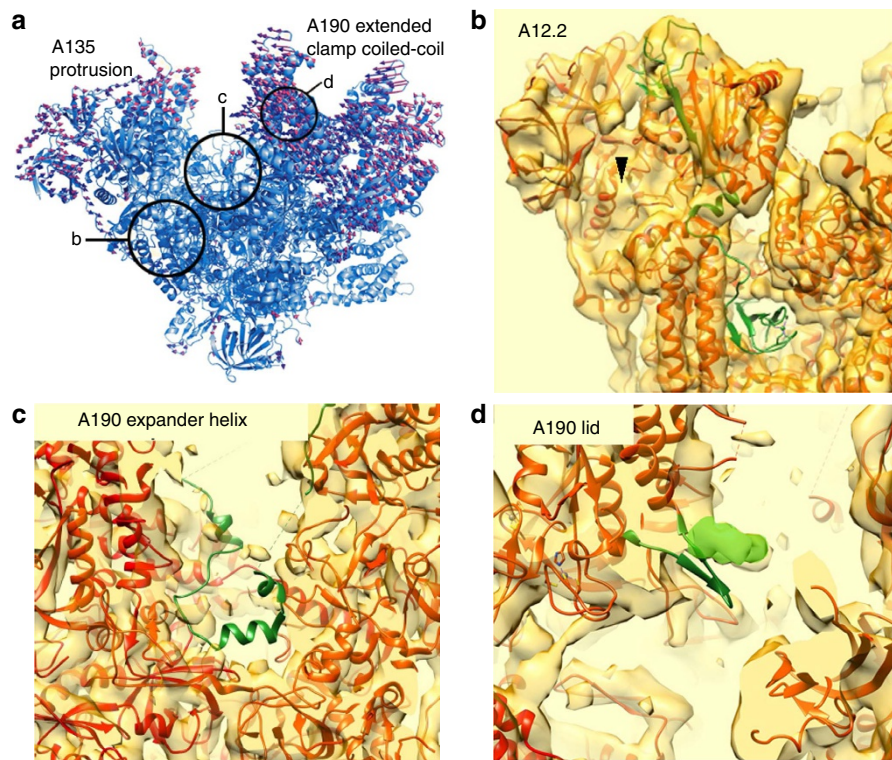 a
A135
protrusion
A190 extended
clamp coiled-coil
d
c
b
b
A12.2
c
A190 expander helix
d
A190 lid